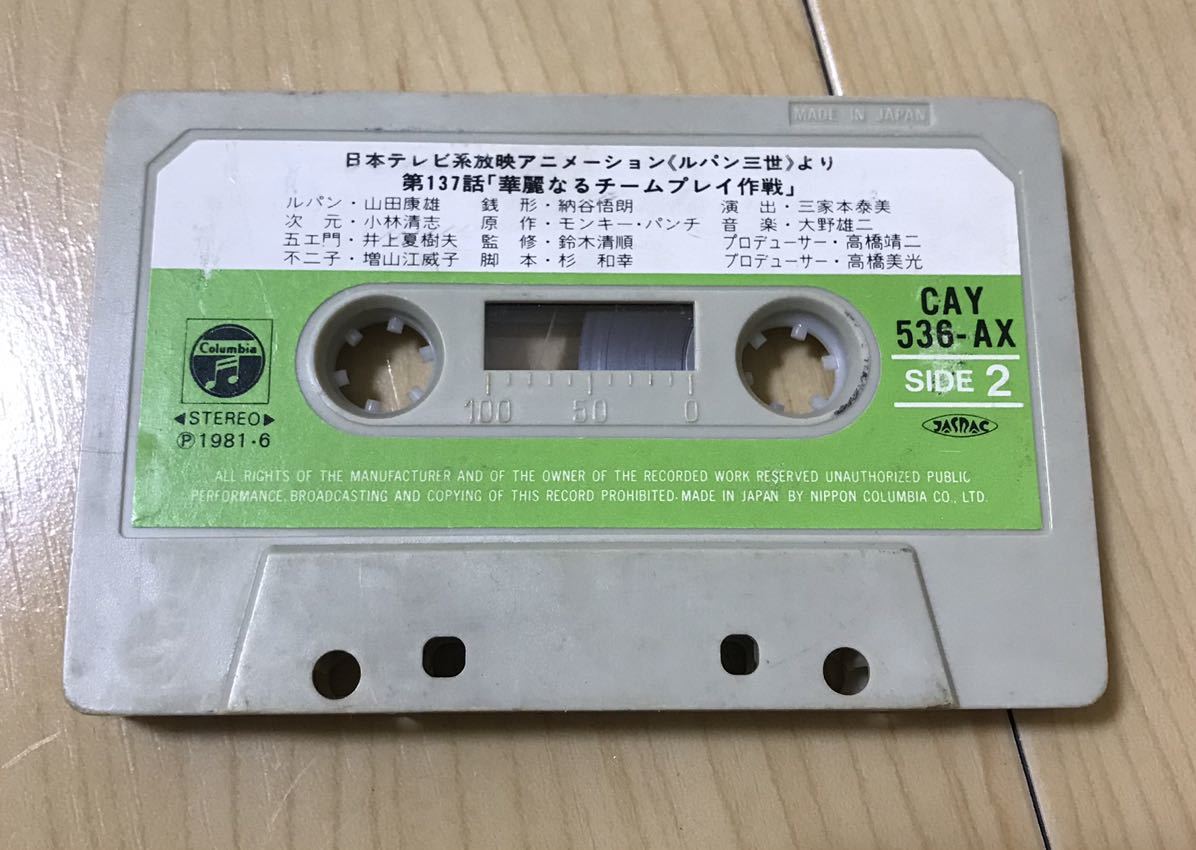 MADE IN JAPAN
日本テレビ系放映アニメーション《ルパン三世》より
第137話「華麗なるチームプレイ作戦」
ルパン・山田康雄 銭 形・納谷悟朗 演 出・三家本泰美
次 元・小林清志 原 作・モンキー・パンチ 音 楽・大野雄二
五エ門・井上夏樹夫 監 修・鈴木清順 プロデューサー・高橋靖二
不二子・増山江威子 脚 本・杉 和幸 プロデューサー・高橋美光
CAY
536-AX
SIDE 2
JASRAC
Columbia
◀STEREO▶
Ⓟ1981・6
100 50 0
ALL RIGHTS OF THE MANUFACTURER AND OF THE OWNER OF THE RECORDED WORK RESERVED UNAUTHORIZED PUBLIC
PERFORMANCE, BROADCASTING AND COPYING OF THIS RECORD PROHIBITED・MADE IN JAPAN BY NIPPON COLUMBIA CO., LTD.